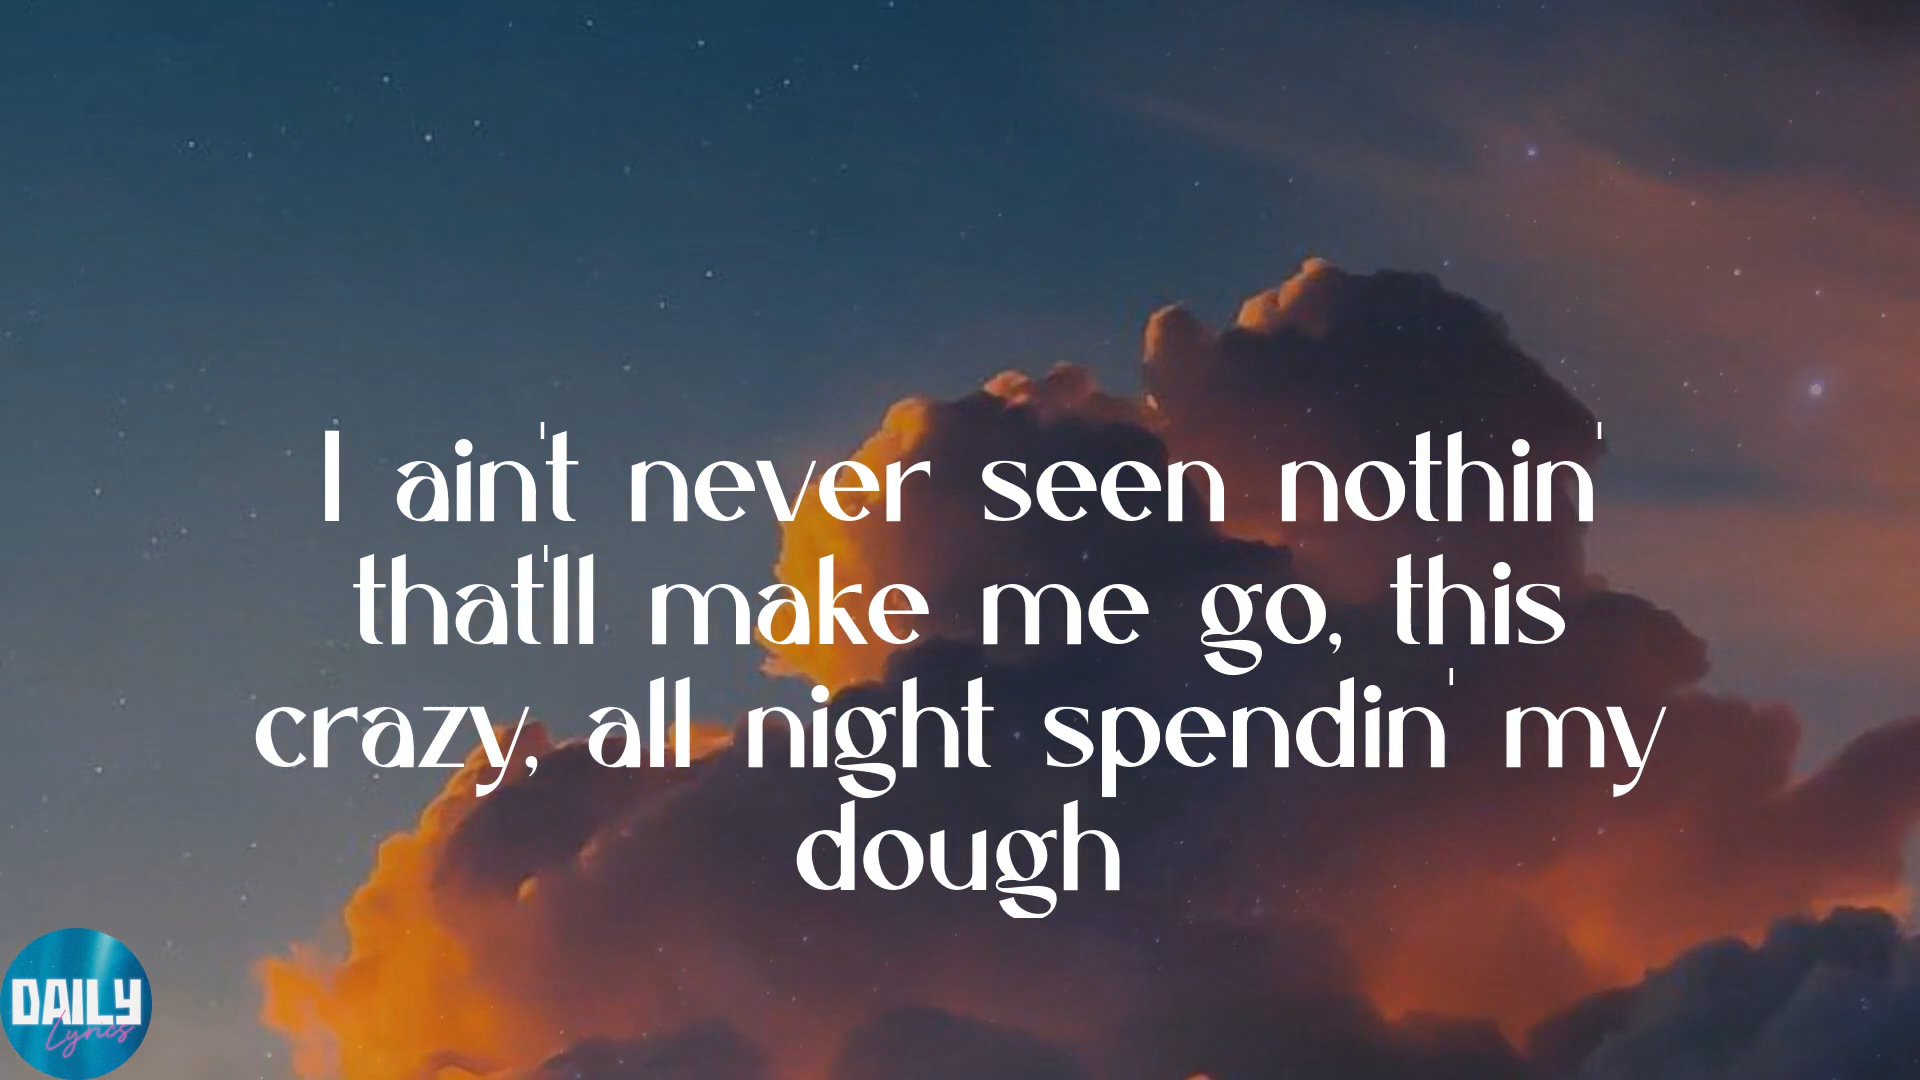 I ain't never seen nothin'
that'll make me go, this
crazy, all night spendin' my
dough
DAILY
Lyrics